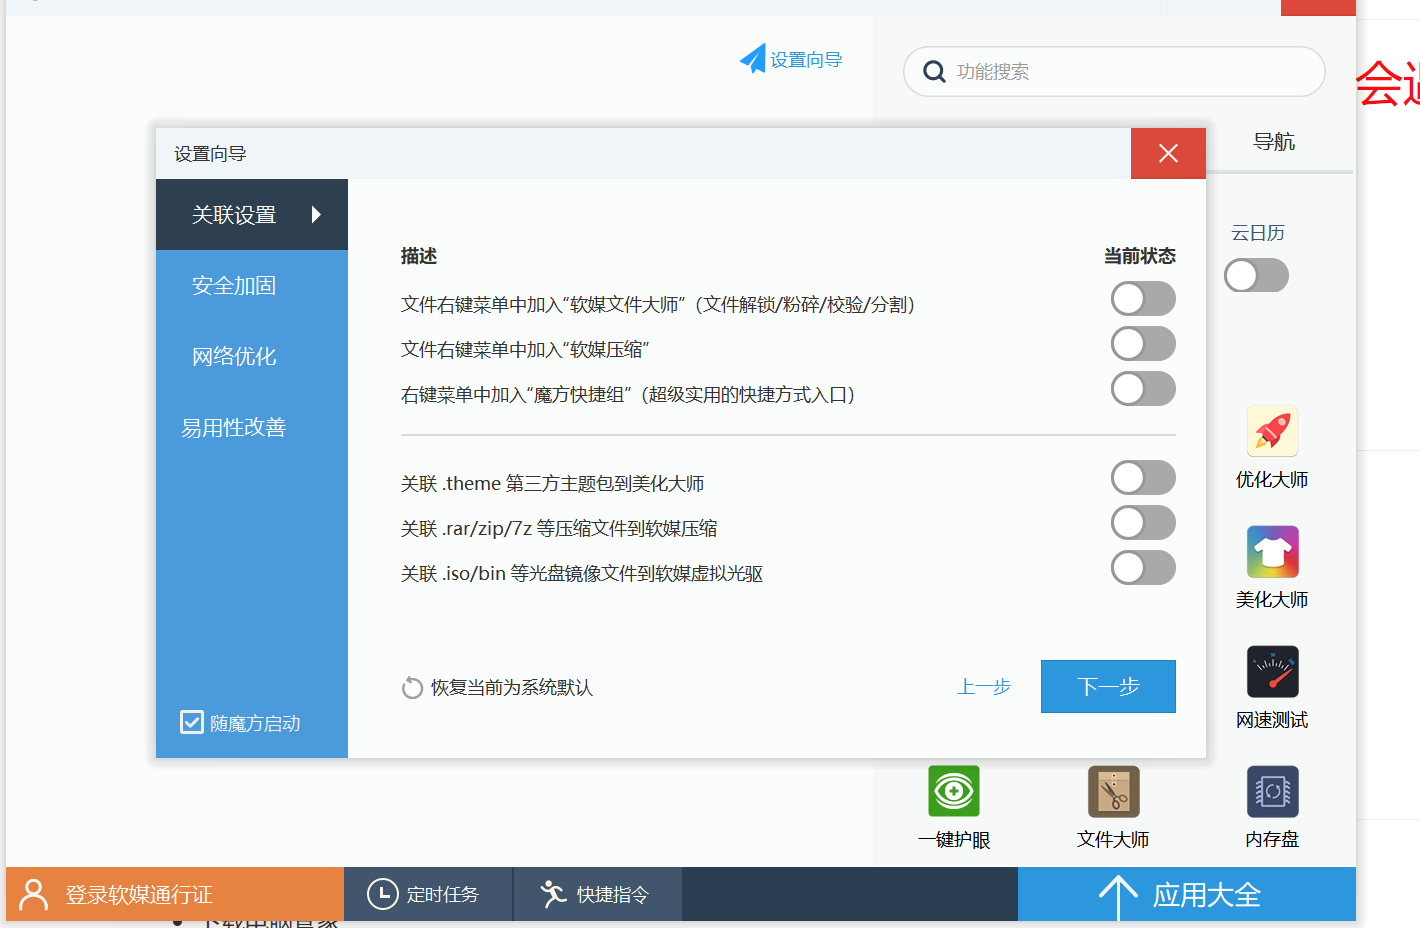 设置向导
功能搜索
会
导航
设置向导
关联设置
安全加固
网络优化
易用性改善
随魔方启动
描述 当前状态
文件右键菜单中加入“软媒文件大师”（文件解锁/粉碎/校验/分割）
文件右键菜单中加入“软媒压缩”
右键菜单中加入“魔方快捷组”（超级实用的快捷方式入口）
关联 .theme 第三方主题包到美化大师
关联 .rar/zip/7z 等压缩文件到软媒压缩
关联 .iso/bin 等光盘镜像文件到软媒虚拟光驱
恢复当前为系统默认
上一步
下一步
云日历
优化大师
美化大师
网速测试
一键护眼
文件大师
内存盘
登录软媒通行证
定时任务
快捷指令
应用大全